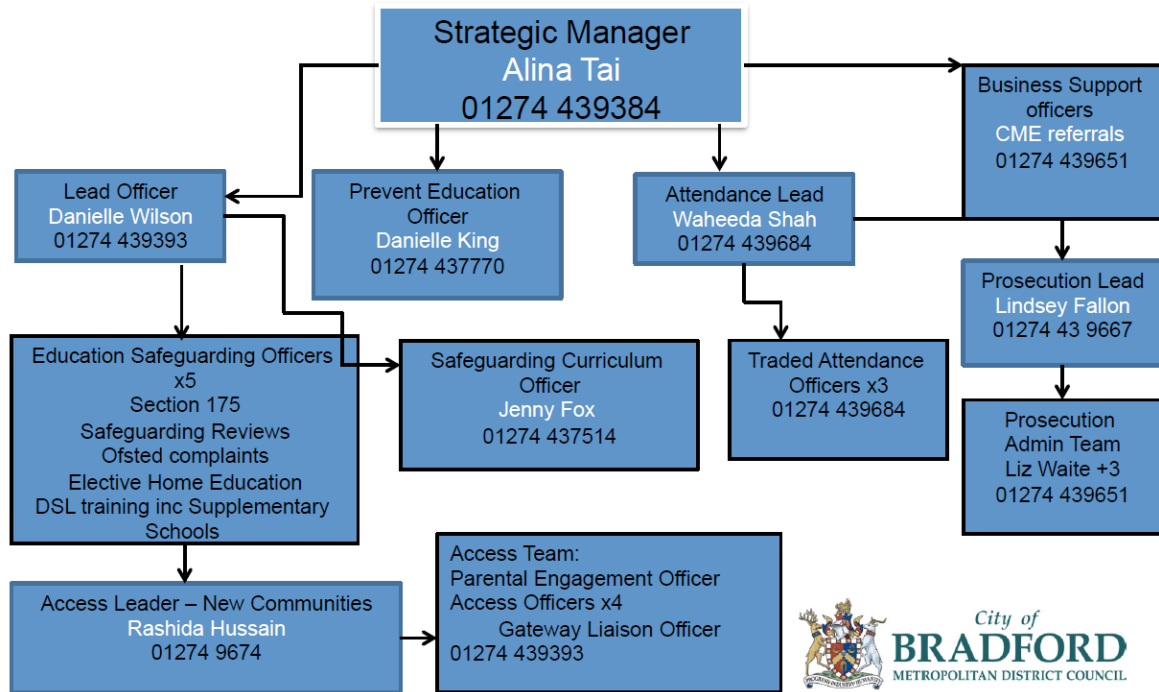 Strategic Manager
Alina Tai
01274 439384
Business Support
officers
CME referrals
01274 439651
Lead Officer
Danielle Wilson
01274 439393
Prevent Education
Officer
Danielle King
01274 437770
Attendance Lead
Waheeda Shah
01274 439684
Prosecution Lead
Lindsey Fallon
01274 43 9667
Education Safeguarding Officers
x5
Section 175
Safeguarding Reviews
Ofsted complaints
Elective Home Education
DSL training inc Supplementary
Schools
Safeguarding Curriculum
Officer
Jenny Fox
01274 437514
Traded Attendance
Officers x3
01274 439684
Prosecution
Admin Team
Liz Waite +3
01274 439651
Access Leader – New Communities
Rashida Hussain
01274 9674
Access Team:
Parental Engagement Officer
Access Officers x4
Gateway Liaison Officer
01274 439393
City of
BRADFORD
METROPOLITAN DISTRICT COUNCIL